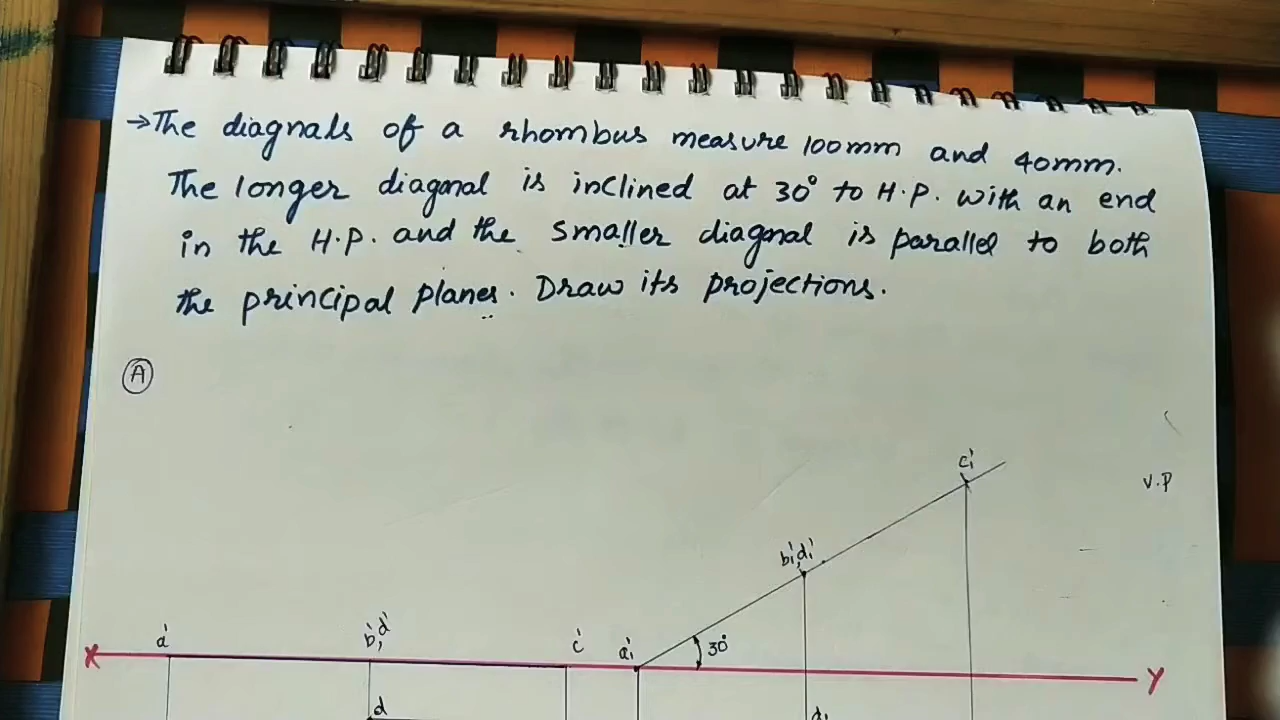 →The diagnals of a rhombus measure 100mm and 40mm.
The longer diagonal is inclined at 30° to H.P. with an end
in the H.P. and the smaller diagonal is parallel to both
the principal planes. Draw its projections.
A
c₁'
V.P
b₁',d₁'
a' b',d' c' a₁' 30°
X Y
d d₁